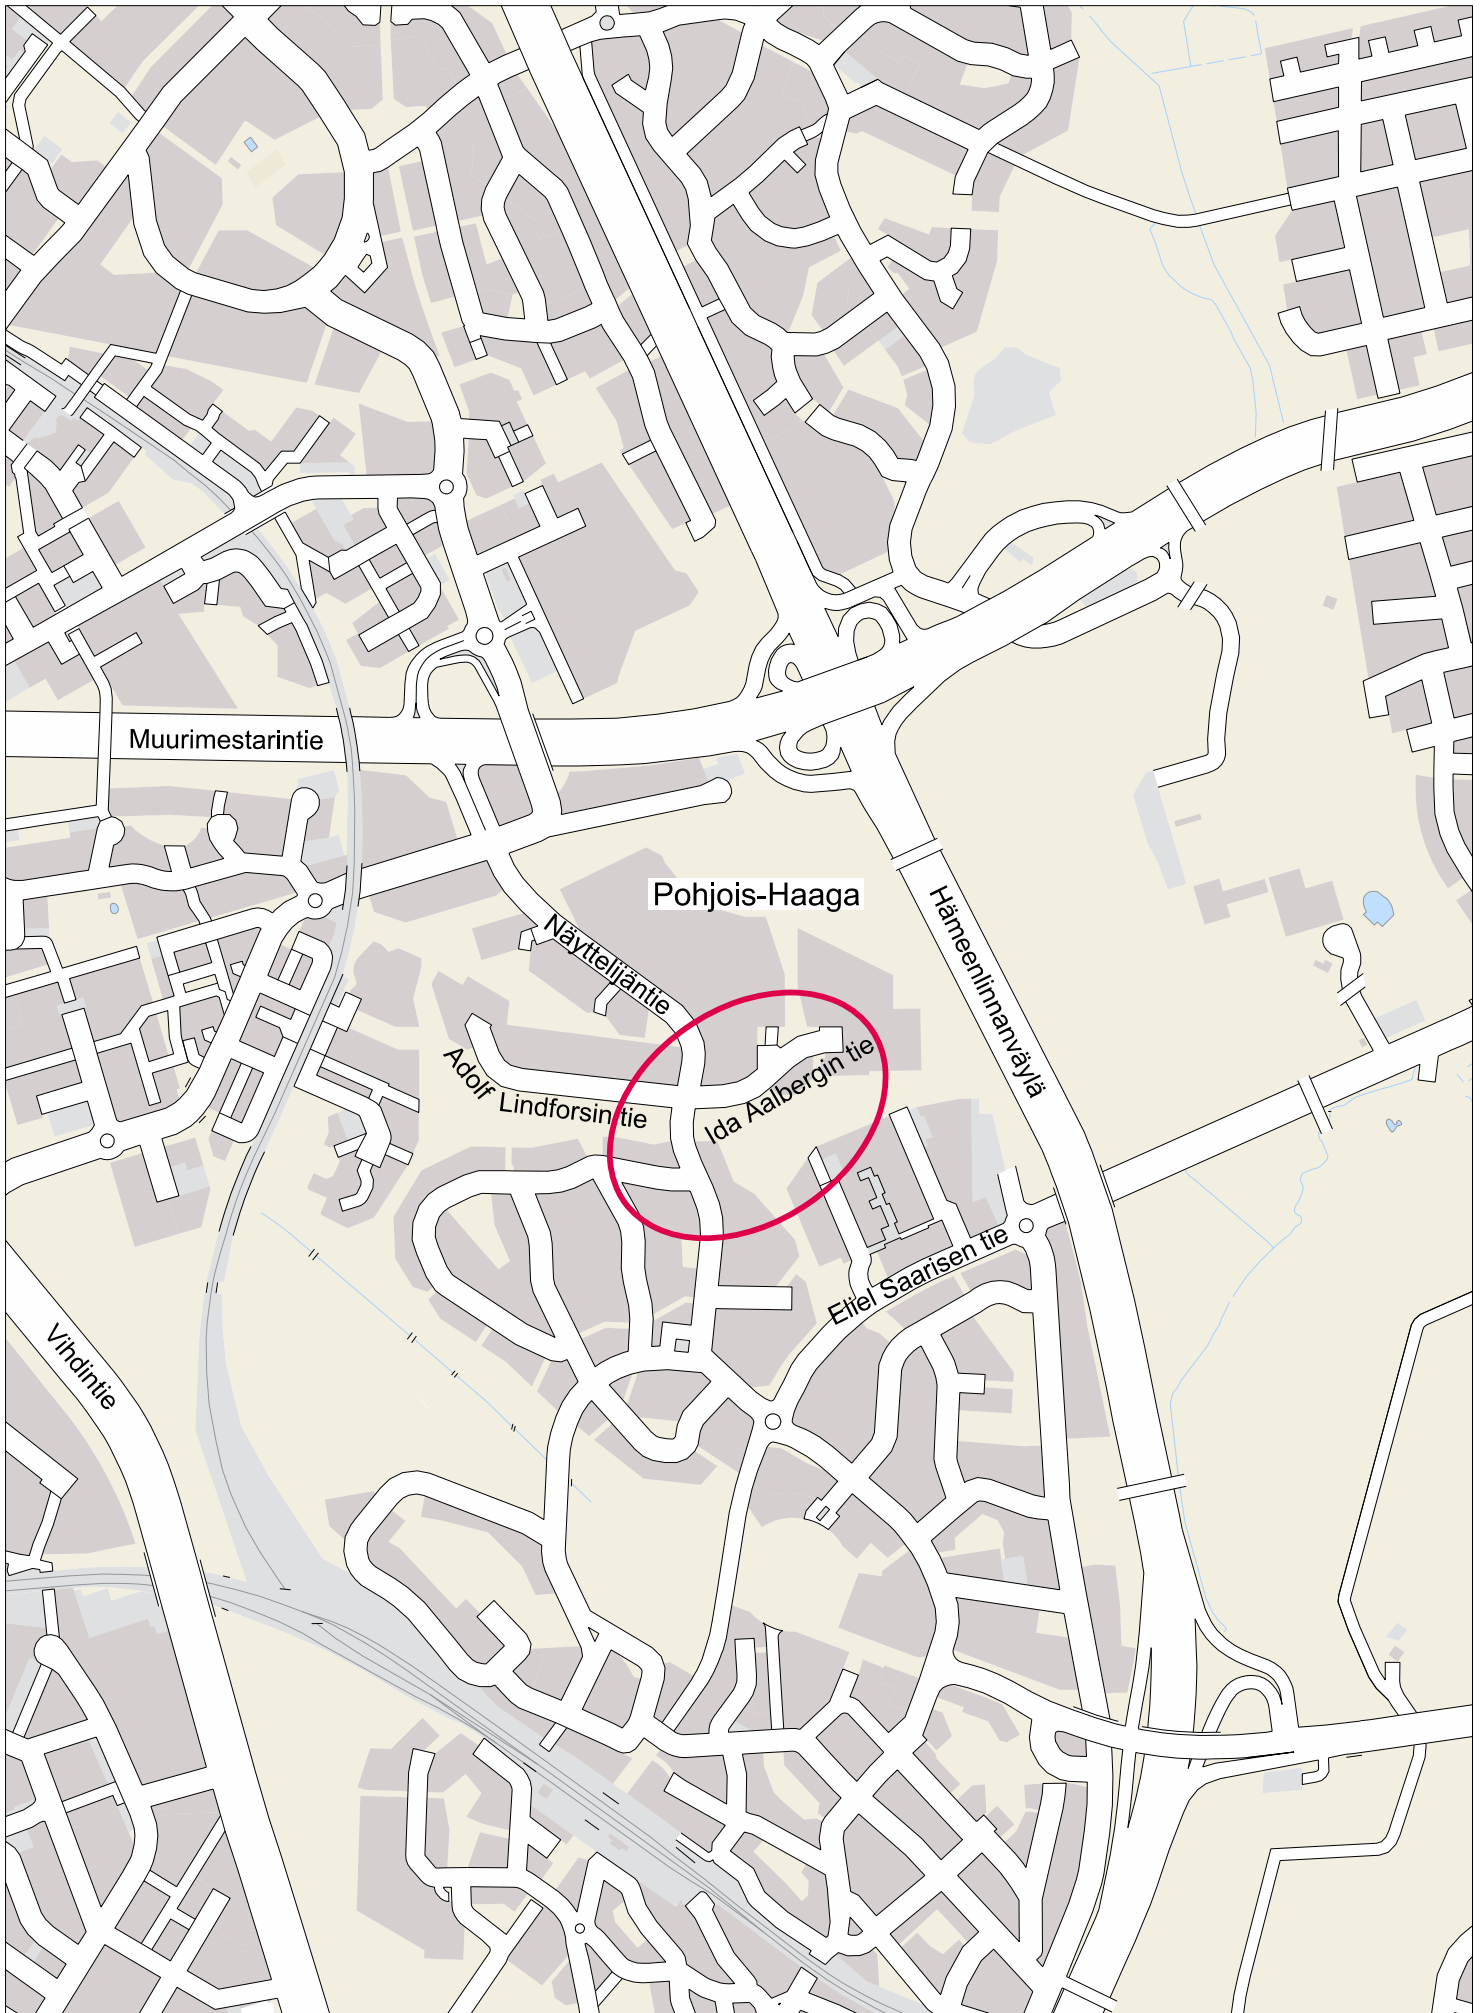 Muurimestarintie
Pohjois-Haaga
Hämeenlinnanväylä
Näyttelijäntie
Adolf Lindforsin tie
Ida Aalbergin tie
Eliel Saarisen tie
Vihdintie